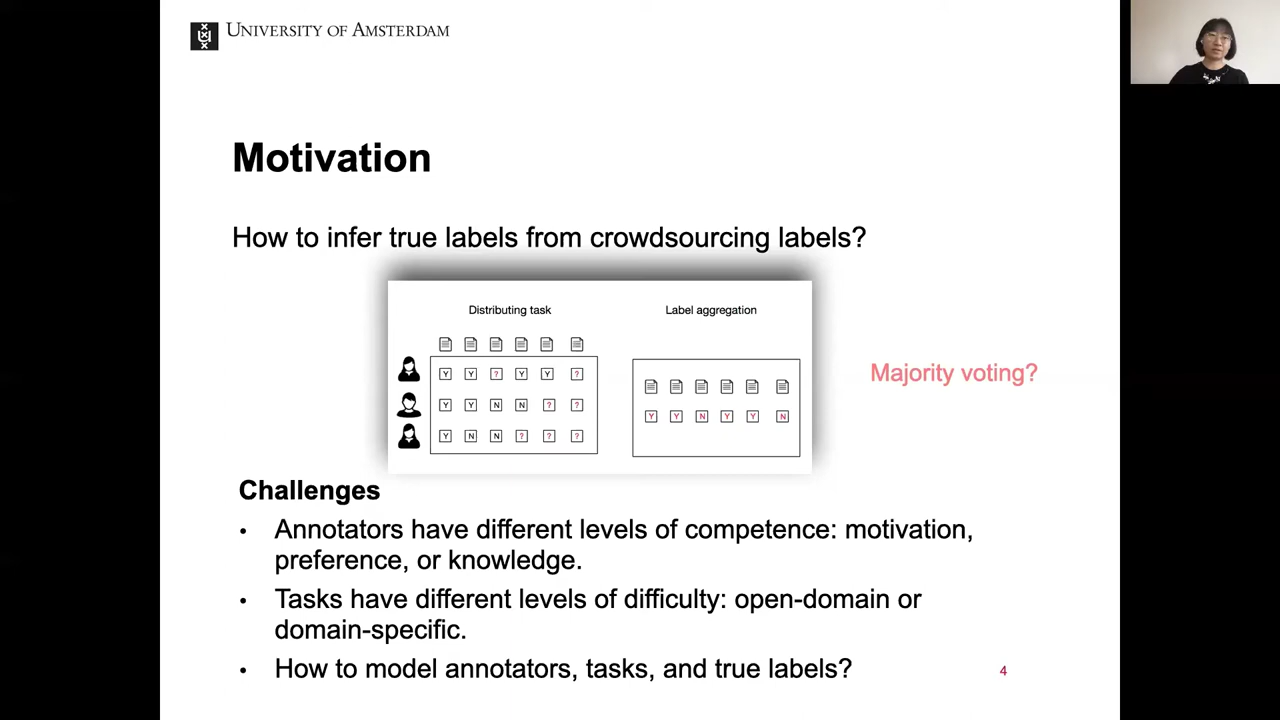 UNIVERSITY OF AMSTERDAM
Motivation
How to infer true labels from crowdsourcing labels?
Distributing task
Label aggregation
Y Y ? Y Y ?
Y Y N N ? ?
Y N N ? ? ?
Y Y N Y Y N
Majority voting?
Challenges
• Annotators have different levels of competence: motivation,
preference, or knowledge.
• Tasks have different levels of difficulty: open-domain or
domain-specific.
• How to model annotators, tasks, and true labels?
4